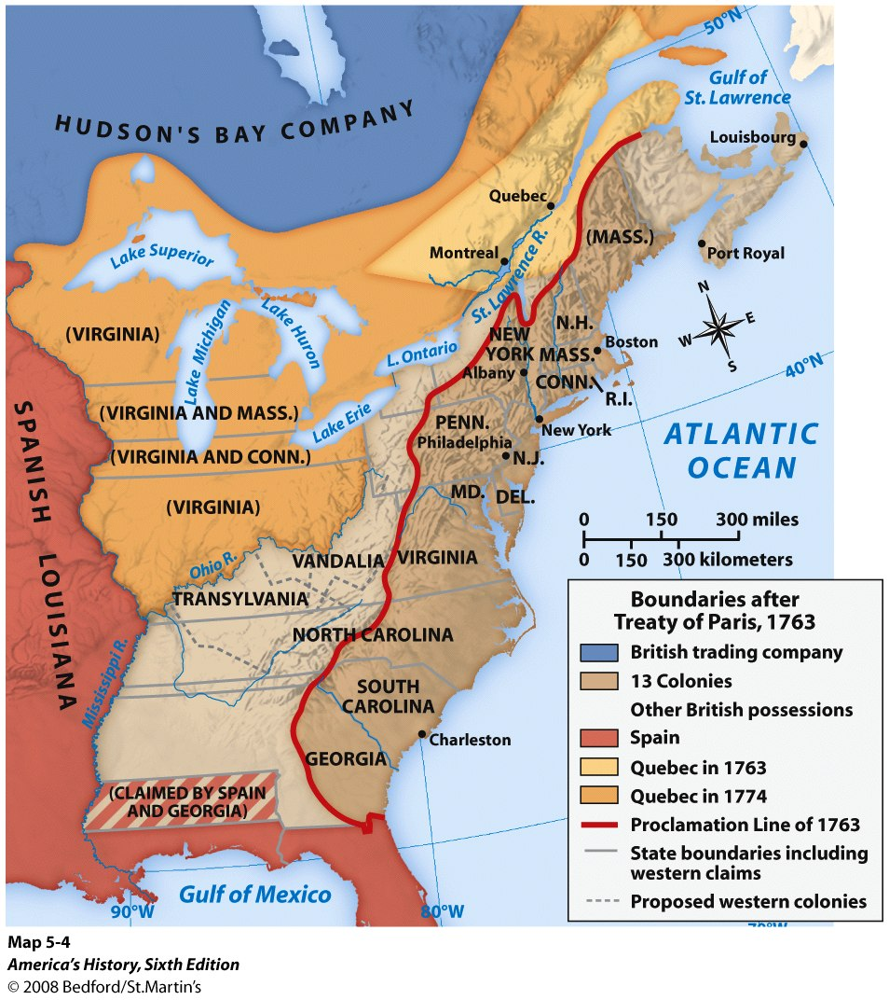 50°N
Gulf of
St. Lawrence
HUDSON'S BAY COMPANY
Louisbourg
Quebec
(MASS.)
Lake Superior
Montreal
Port Royal
St. Lawrence R.
N
W
E
S
Lake Michigan
Lake Huron
(VIRGINIA)
NEW
YORK
N.H.
MASS.
Boston
L. Ontario
Albany
CONN.
R.I.
40°N
(VIRGINIA AND MASS.)
Lake Erie
PENN.
New York
Philadelphia
N.J.
ATLANTIC
OCEAN
(VIRGINIA AND CONN.)
SPANISH LOUISIANA
(VIRGINIA)
MD.
DEL.
0 150 300 miles
0 150 300 kilometers
Ohio R.
VANDALIA
VIRGINIA
TRANSYLVANIA
NORTH CAROLINA
Mississippi R.
SOUTH
CAROLINA
Charleston
GEORGIA
(CLAIMED BY SPAIN
AND GEORGIA)
Gulf of Mexico
90°W
80°W
70°W
Boundaries after
Treaty of Paris, 1763
British trading company
13 Colonies
Other British possessions
Spain
Quebec in 1763
Quebec in 1774
Proclamation Line of 1763
State boundaries including
western claims
Proposed western colonies
Map 5-4
America's History, Sixth Edition
© 2008 Bedford/St.Martin's